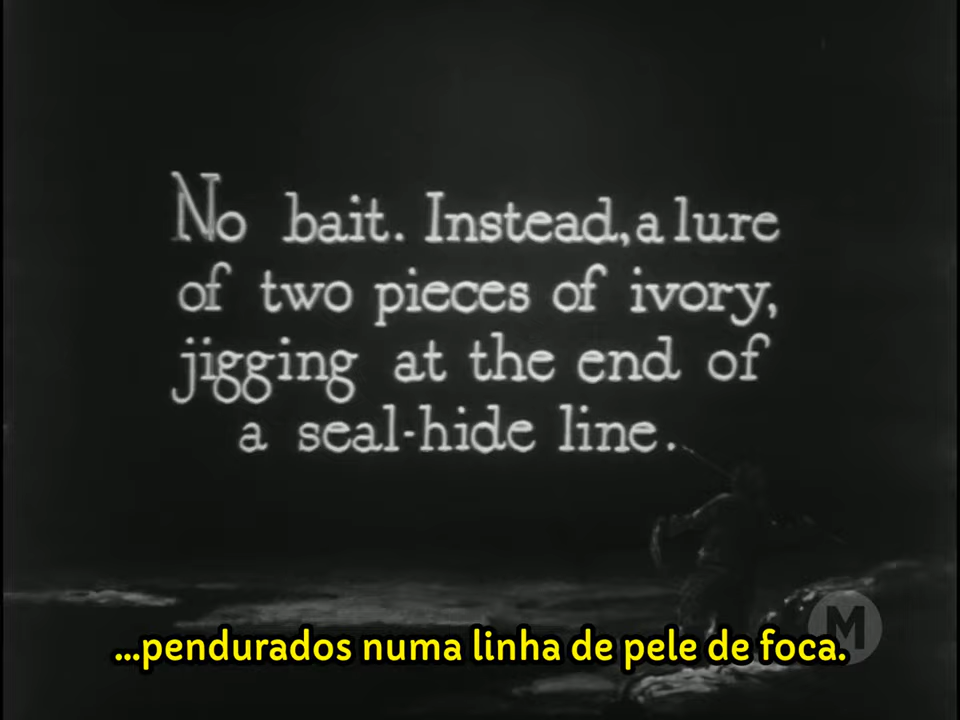 No bait. Instead, a lure
of two pieces of ivory,
jigging at the end of
a seal-hide line.
M
...pendurados numa linha de pele de foca.